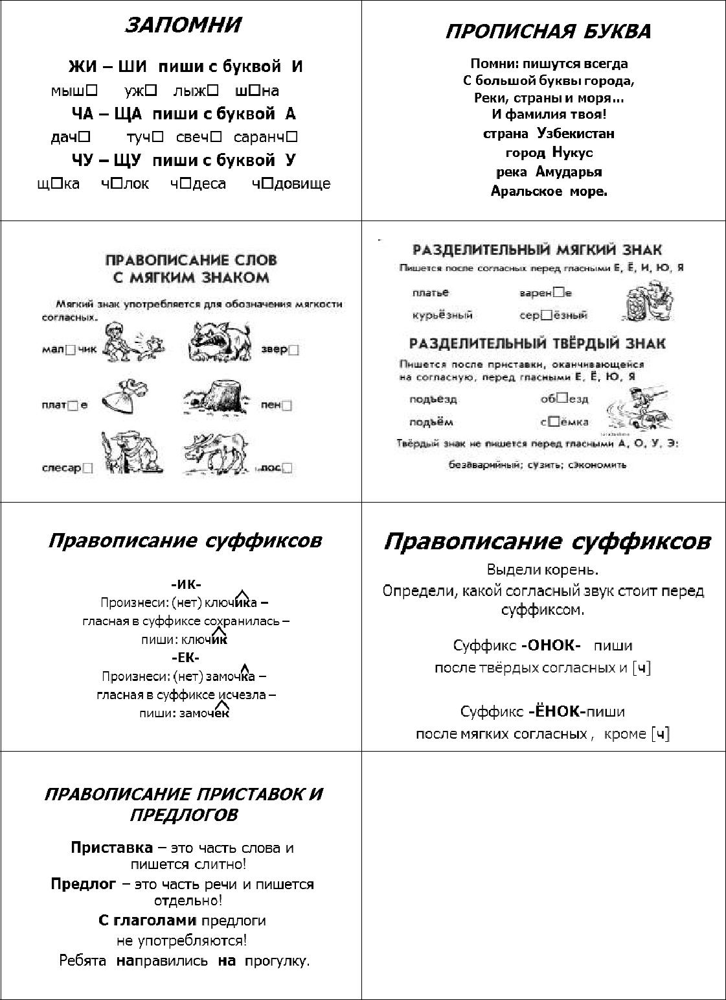 ЗАПОМНИ
ЖИ – ШИ пиши с буквой И
мыш□ уж□ лыж□ ш□на
ЧА – ЩА пиши с буквой А
дач□ туч□ свеч□ саранч□
ЧУ – ЩУ пиши с буквой У
щ□ка ч□лок ч□деса ч□довище
ПРОПИСНАЯ БУКВА
Помни: пишутся всегда
С большой буквы города,
Реки, страны и моря...
И фамилия твоя!
страна Узбекистан
город Нукус
река Амударья
Аральское море.
ПРАВОПИСАНИЕ СЛОВ
С МЯГКИМ ЗНАКОМ
Мягкий знак употребляется для обозначения мягкости
согласных.
мал□чик звер□
плат□е пен□
слесар□ лос□
РАЗДЕЛИТЕЛЬНЫЙ МЯГКИЙ ЗНАК
Пишется после согласных перед гласными Е, Ё, И, Ю, Я
платье варен□е
курьёзный сер□ёзный
РАЗДЕЛИТЕЛЬНЫЙ ТВЁРДЫЙ ЗНАК
Пишется после приставки, оканчивающейся
на согласную, перед гласными Е, Ё, Ю, Я
подъезд об□езд
подъём с□ёмка
Твёрдый знак не пишется перед гласными А, О, У, Э:
безаварийный; сузить; сэкономить
Правописание суффиксов
-ИК-
Произнеси: (нет) ключика –
гласная в суффиксе сохранилась –
пиши: ключик
-ЕК-
Произнеси: (нет) замочка –
гласная в суффиксе исчезла –
пиши: замочек
Правописание суффиксов
Выдели корень.
Определи, какой согласный звук стоит перед
суффиксом.
Суффикс -ОНОК- пиши
после твёрдых согласных и [ч]
Суффикс -ЁНОК-пиши
после мягких согласных , кроме [ч]
ПРАВОПИСАНИЕ ПРИСТАВОК И
ПРЕДЛОГОВ
Приставка – это часть слова и
пишется слитно!
Предлог – это часть речи и пишется
отдельно!
С глаголами предлоги
не употребляются!
Ребята направились на прогулку.